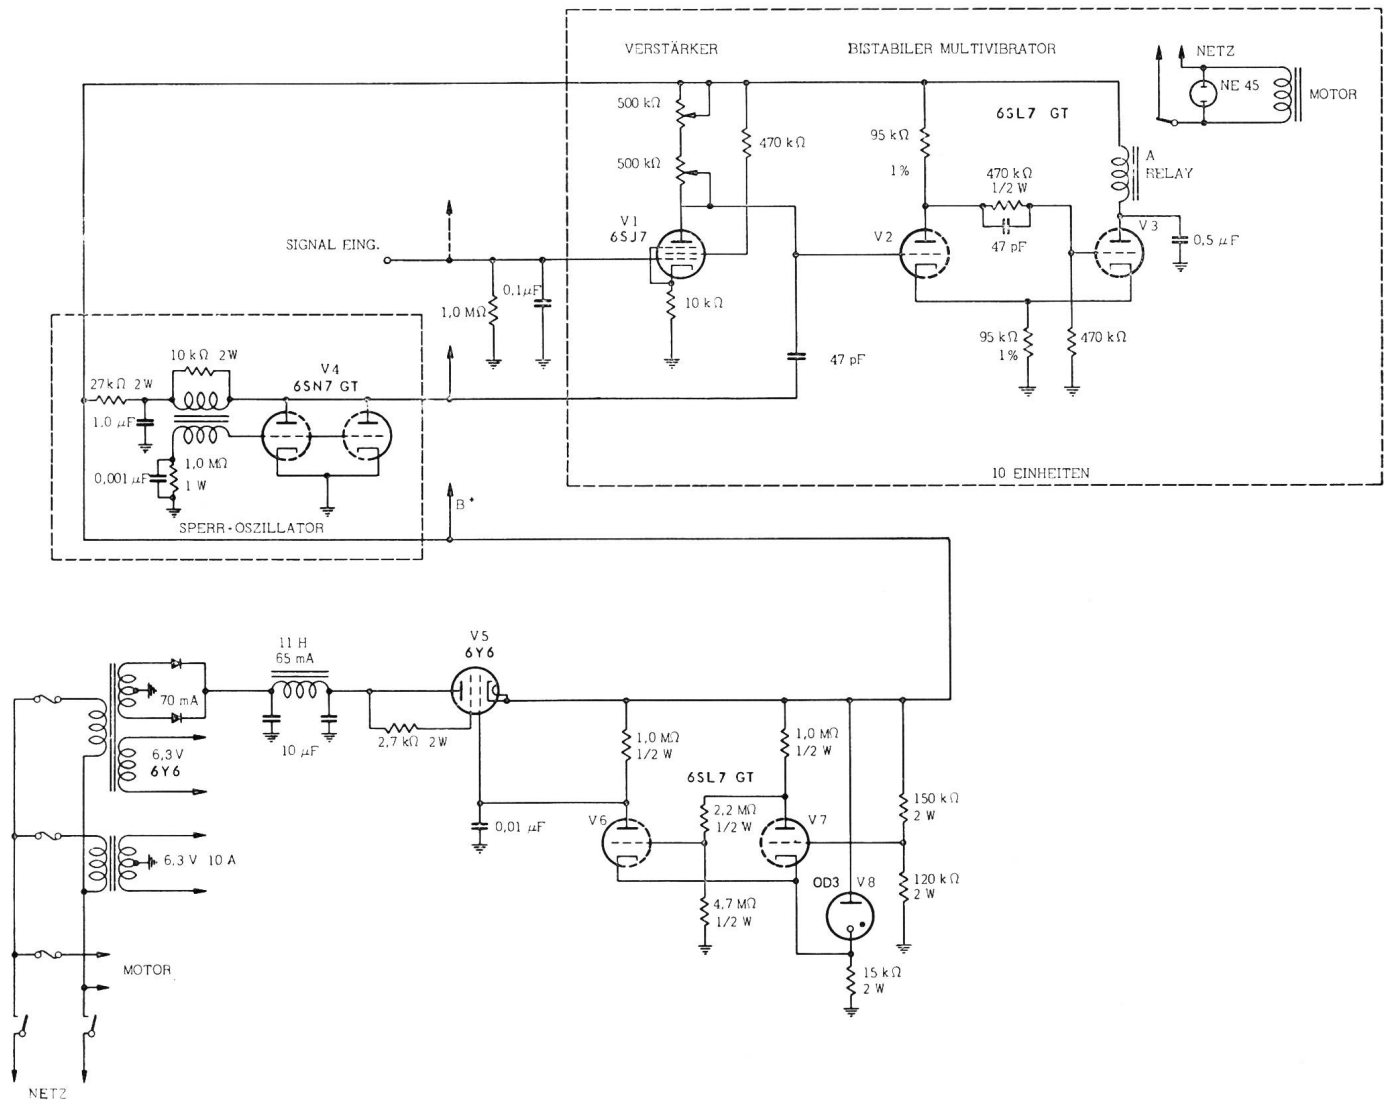 VERSTÄRKER
BISTABILER MULTIVIBRATOR
NETZ
NE 45
MOTOR
500 kΩ
470 kΩ
95 kΩ
1%
6SL7 GT
A
RELAY
500 kΩ
470 kΩ
1/2 W
47 pF
V1
6SJ7
V2
V3
0,5 µF
SIGNAL EING.
0,1µF
1,0 MΩ
10 kΩ
95 kΩ
1%
470 kΩ
47 pF
10 EINHEITEN
10 kΩ 2W
V4
6SN7 GT
27kΩ 2W
1.0 µF
1,0 MΩ
1 W
0,001 µF
SPERR-OSZILLATOR
B+
11 H
65 mA
V5
6Y6
70 mA
10 µF
2,7 kΩ 2W
6,3V
6Y6
1,0 MΩ
1/2 W
1,0 MΩ
1/2 W
6SL7 GT
0,01 µF
V6
2,2 MΩ
1/2 W
V7
150 kΩ
2 W
6,3 V 10 A
OD3
V8
120 kΩ
2 W
4,7 MΩ
1/2 W
15 kΩ
2 W
MOTOR
NETZ